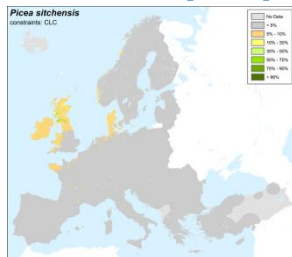 Picea sitchensis
constraints: CLC
No Data
< 5%
5% - 10%
10% - 30%
30% - 50%
50% - 70%
70% - 90%
> 90%